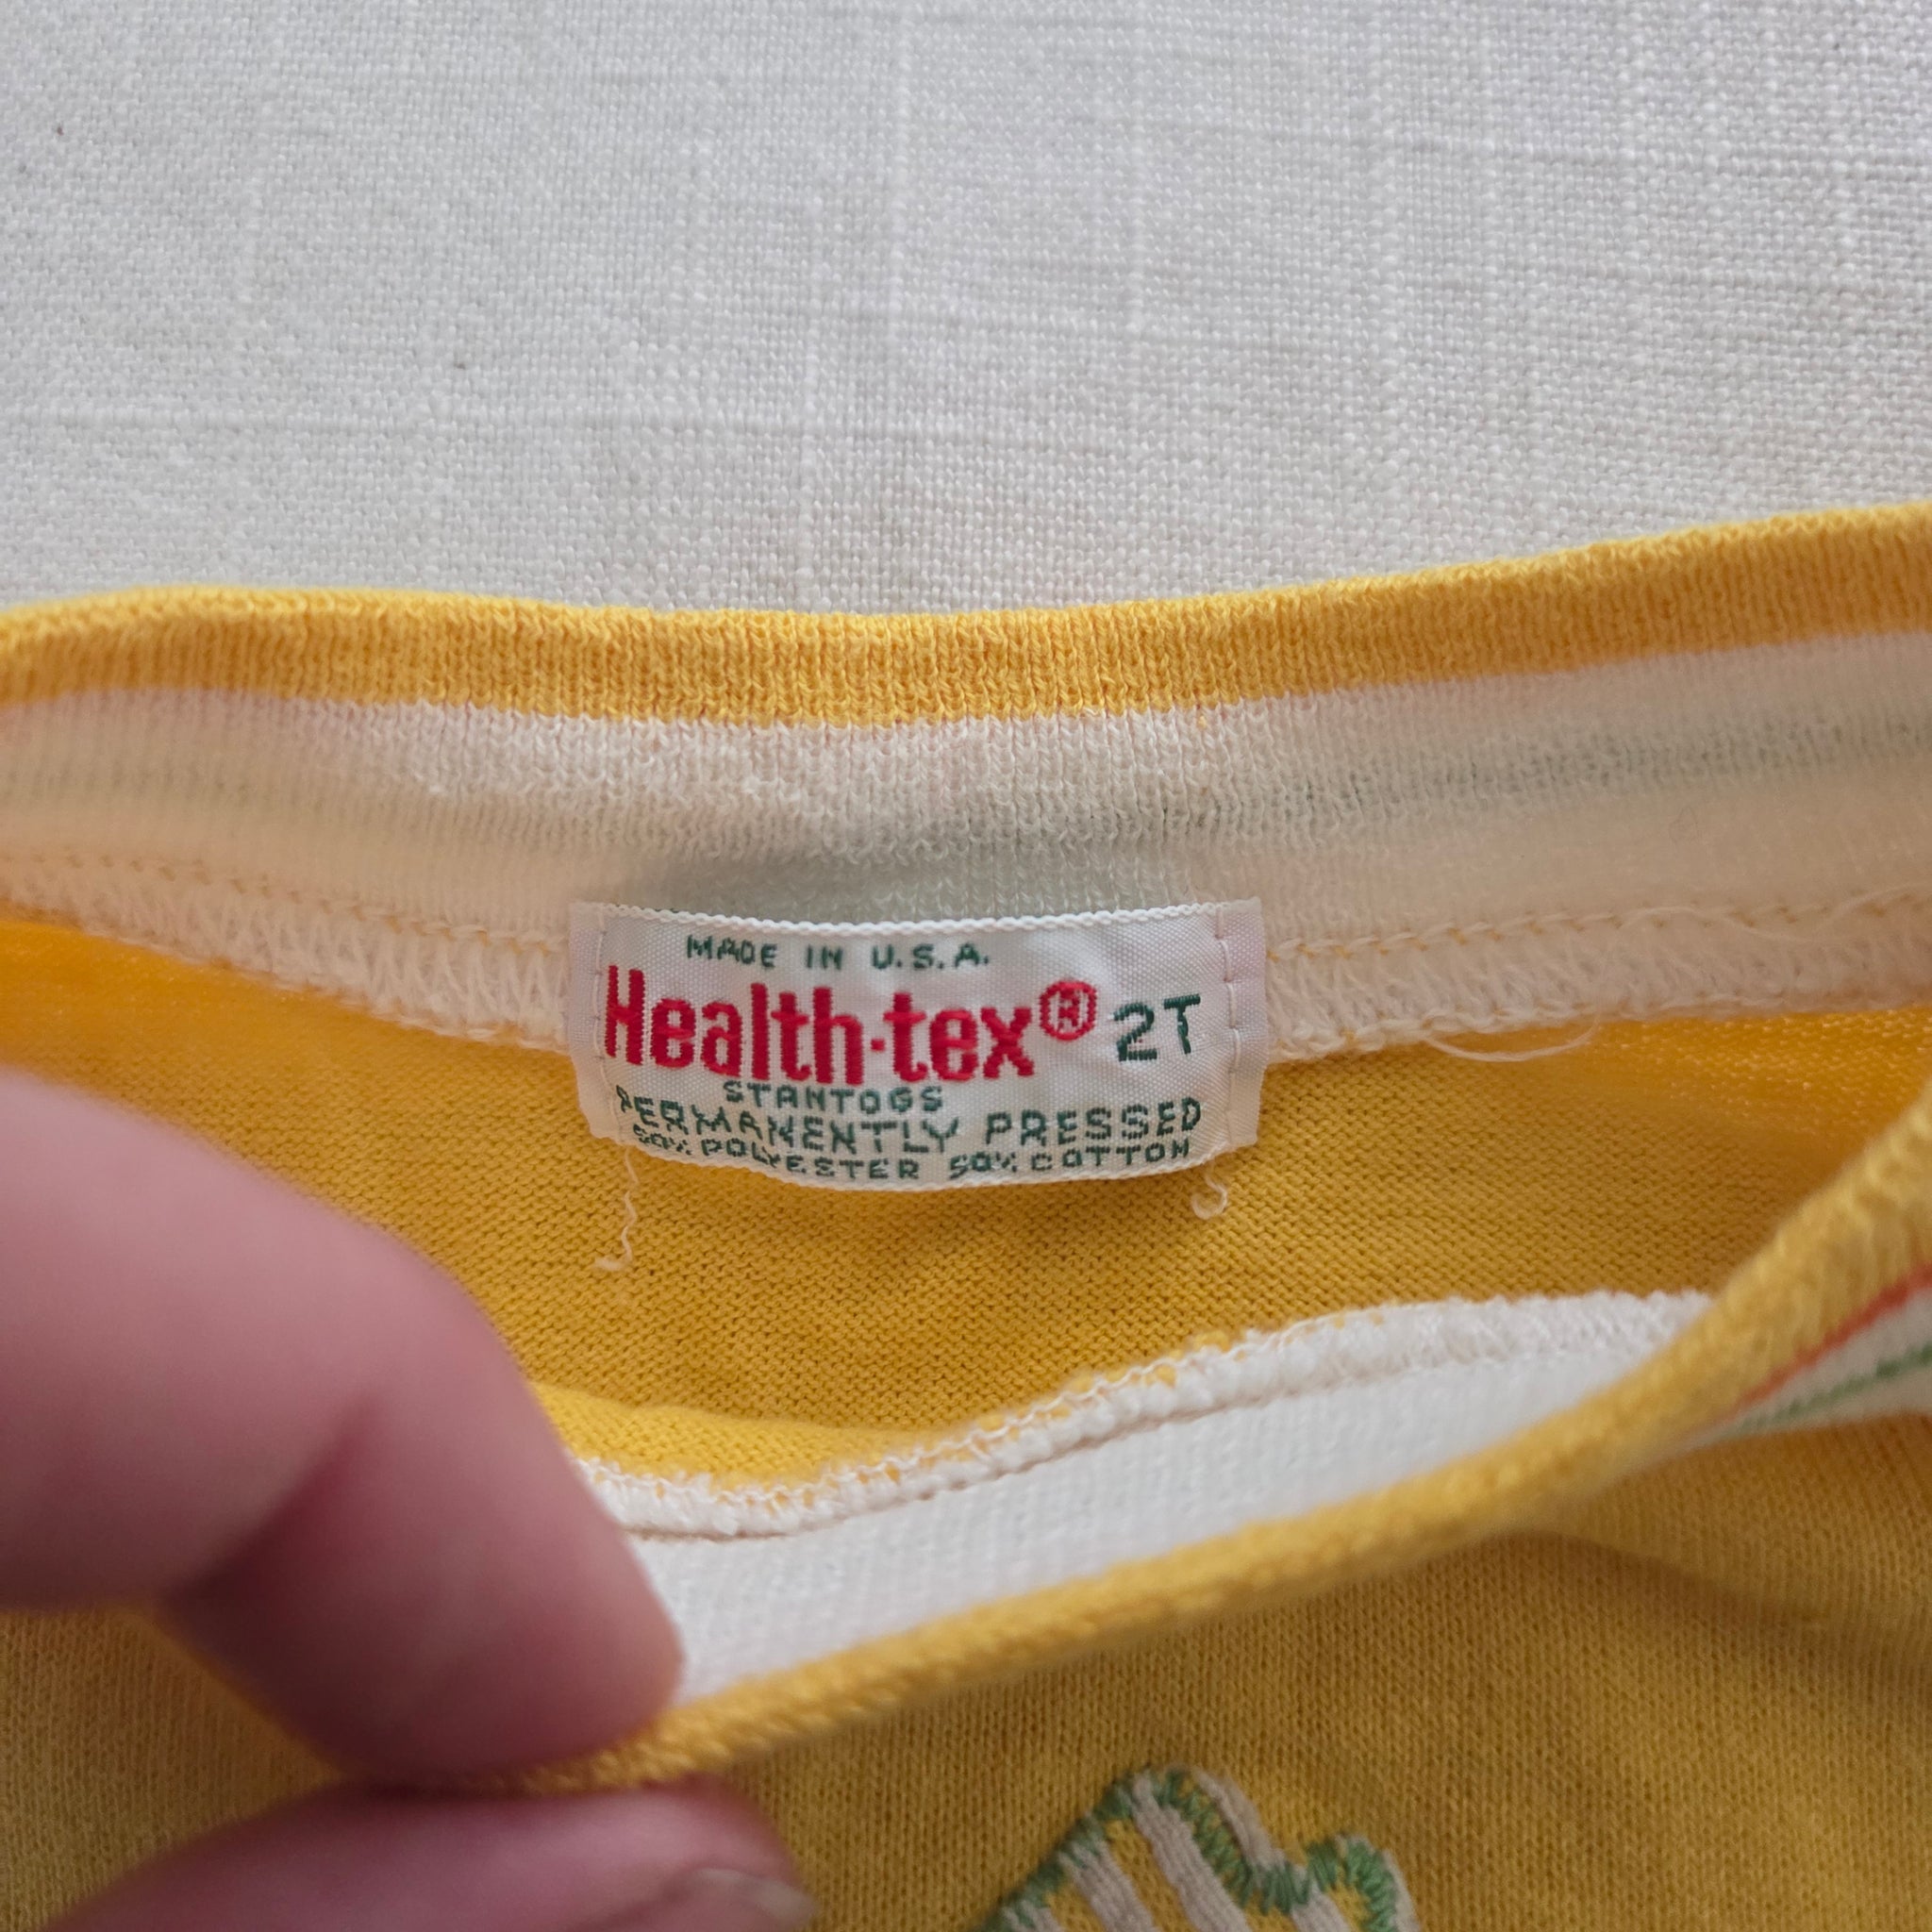 MADE IN U.S.A.
Health-tex® 2T
STANTOGS
PERMANENTLY PRESSED
50% POLYESTER 50% COTTON